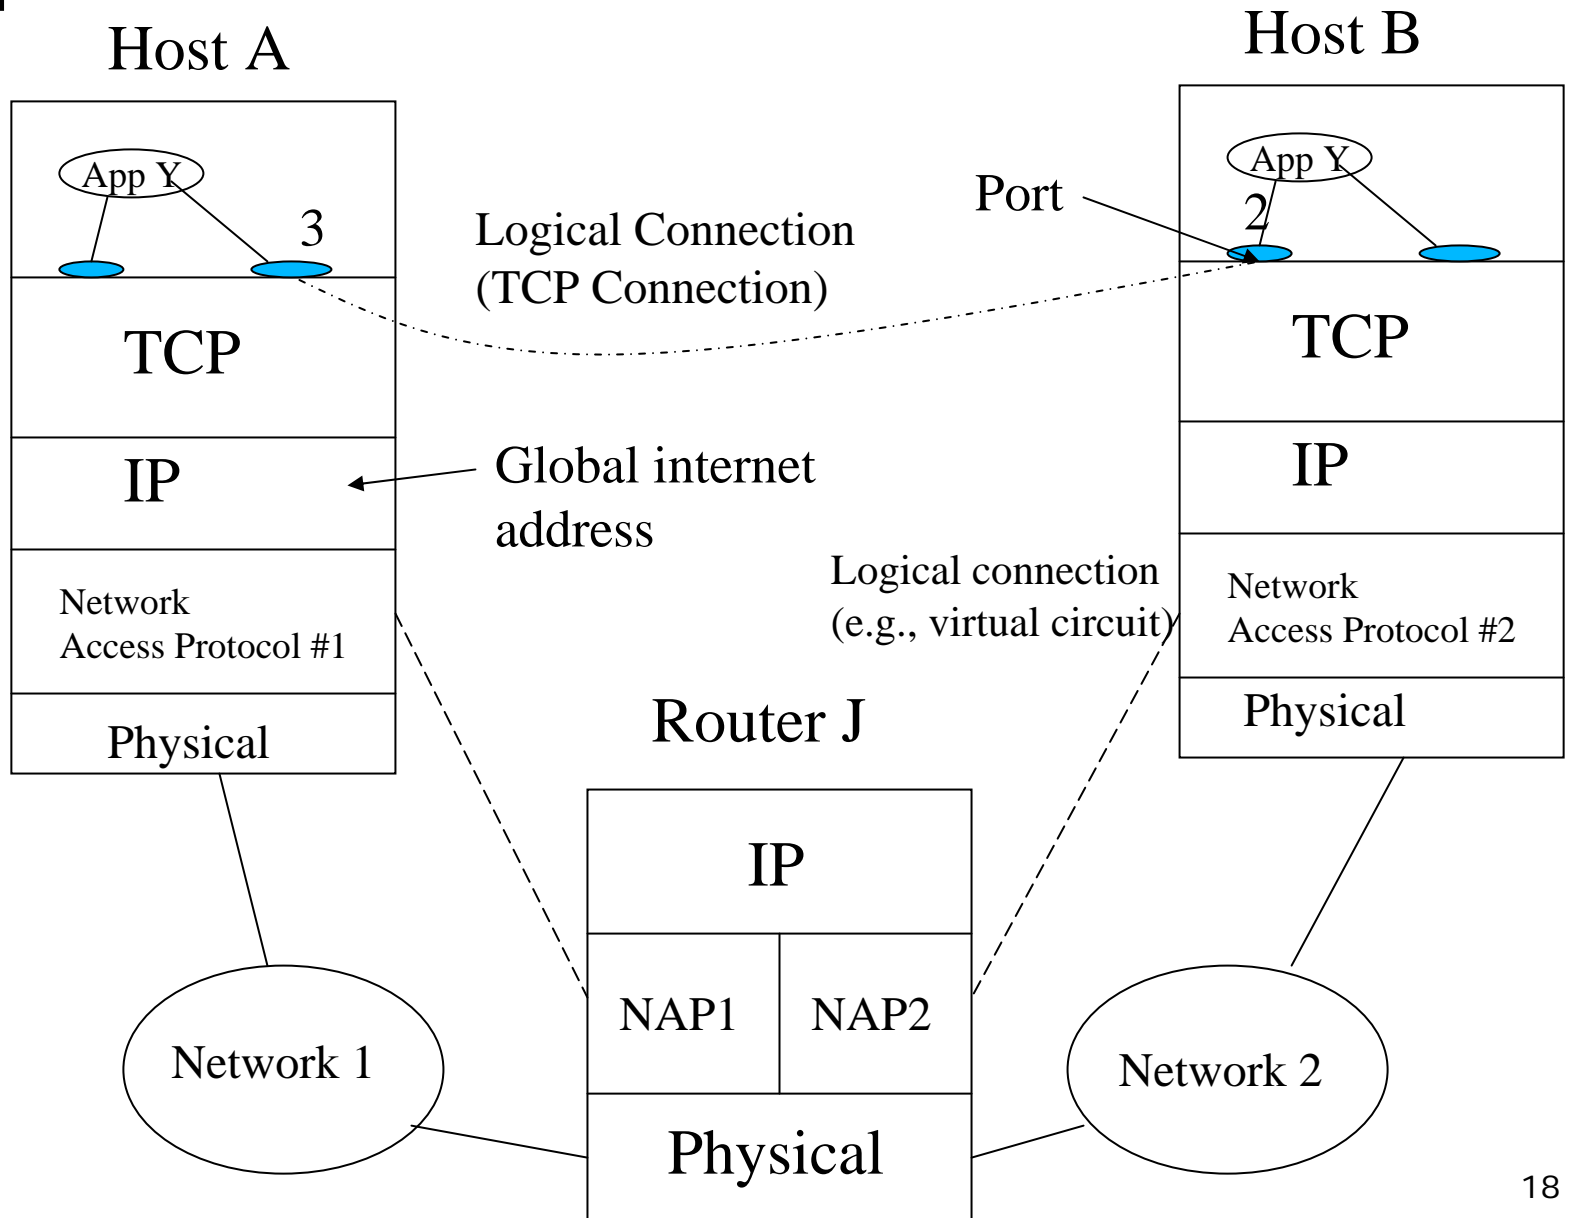 Host A
Host B
App Y
3
Logical Connection
(TCP Connection)
Port
App Y
2
TCP
TCP
IP
Global internet
address
IP
Network
Access Protocol #1
Logical connection
(e.g., virtual circuit)
Network
Access Protocol #2
Physical
Router J
Physical
IP
NAP1
NAP2
Network 1
Network 2
Physical
18